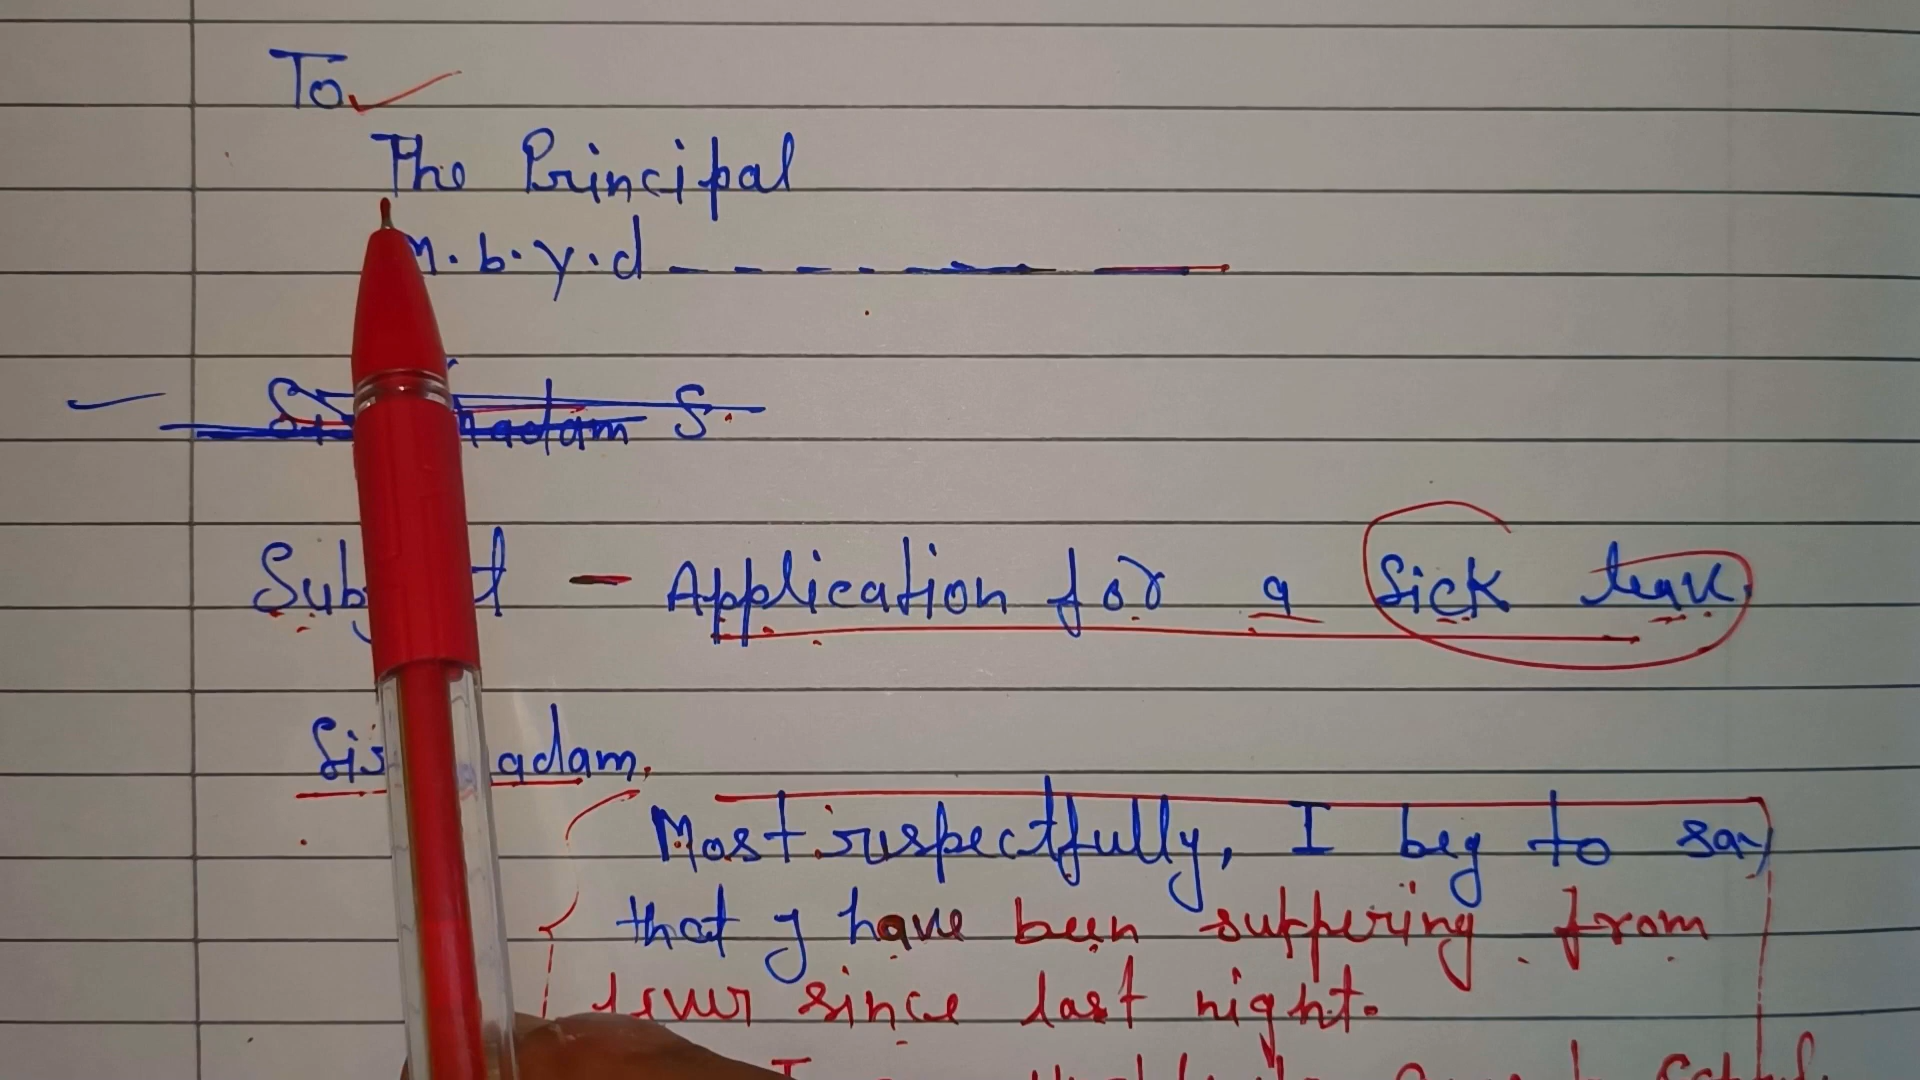 To
The Principal
M.b.y.d
S
Subject - Application for a Sick leave
Sir Madam,
Most respectfully, I beg to say
that I have been suffering from
fever since last night.
I